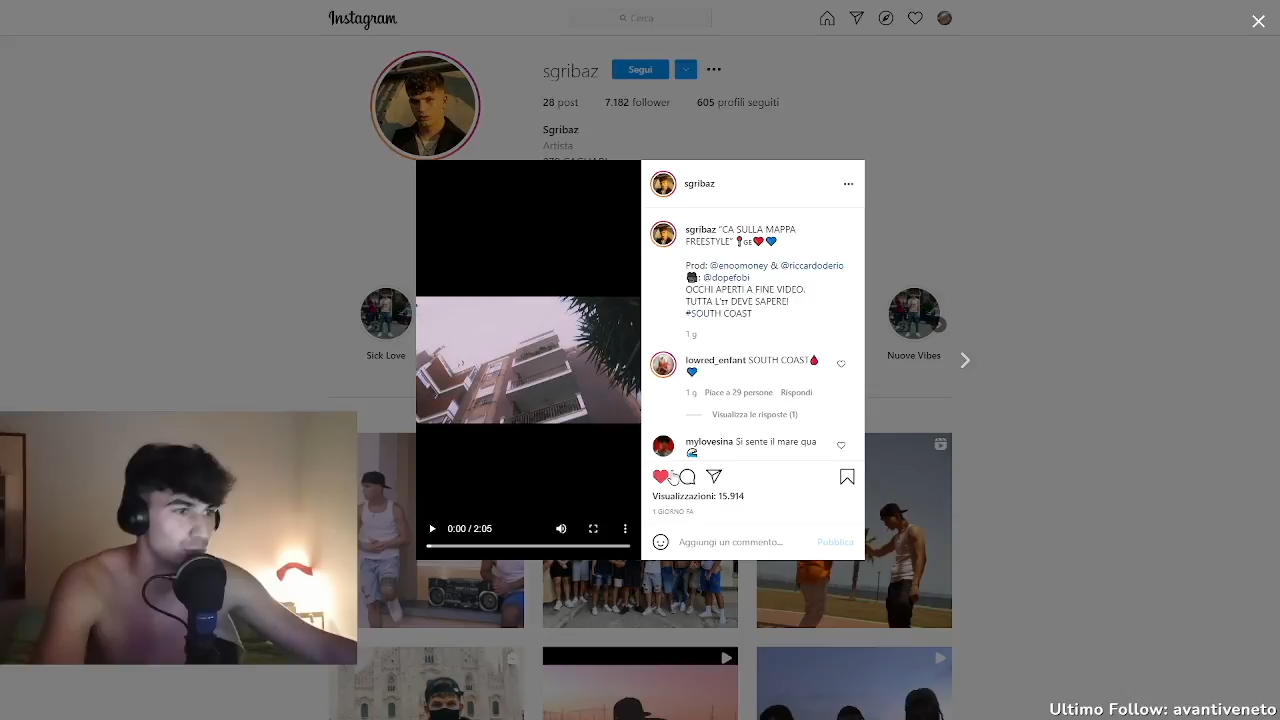 Instagram
Cerca
sgribaz
Segui
28 post 7.182 follower 605 profili seguiti
Sgribaz
Artista
sgribaz
sgribaz “CA SULLA MAPPA
FREESTYLE”
Prod: @enoomoney & @riccardoderio
: @dopefobi
OCCHI APERTI A FINE VIDEO.
TUTTA L’IT DEVE SAPERE!
#SOUTH COAST
1 g
lowred_enfant SOUTH COAST
1 g Piace a 29 persone Rispondi
Visualizza le risposte (1)
mylovesina Si sente il mare qua
Visualizzazioni: 15.914
1 GIORNO FA
Aggiungi un commento... Pubblica
0:00 / 2:05
Sick Love
Nuove Vibes
Ultimo Follow: avantiveneto